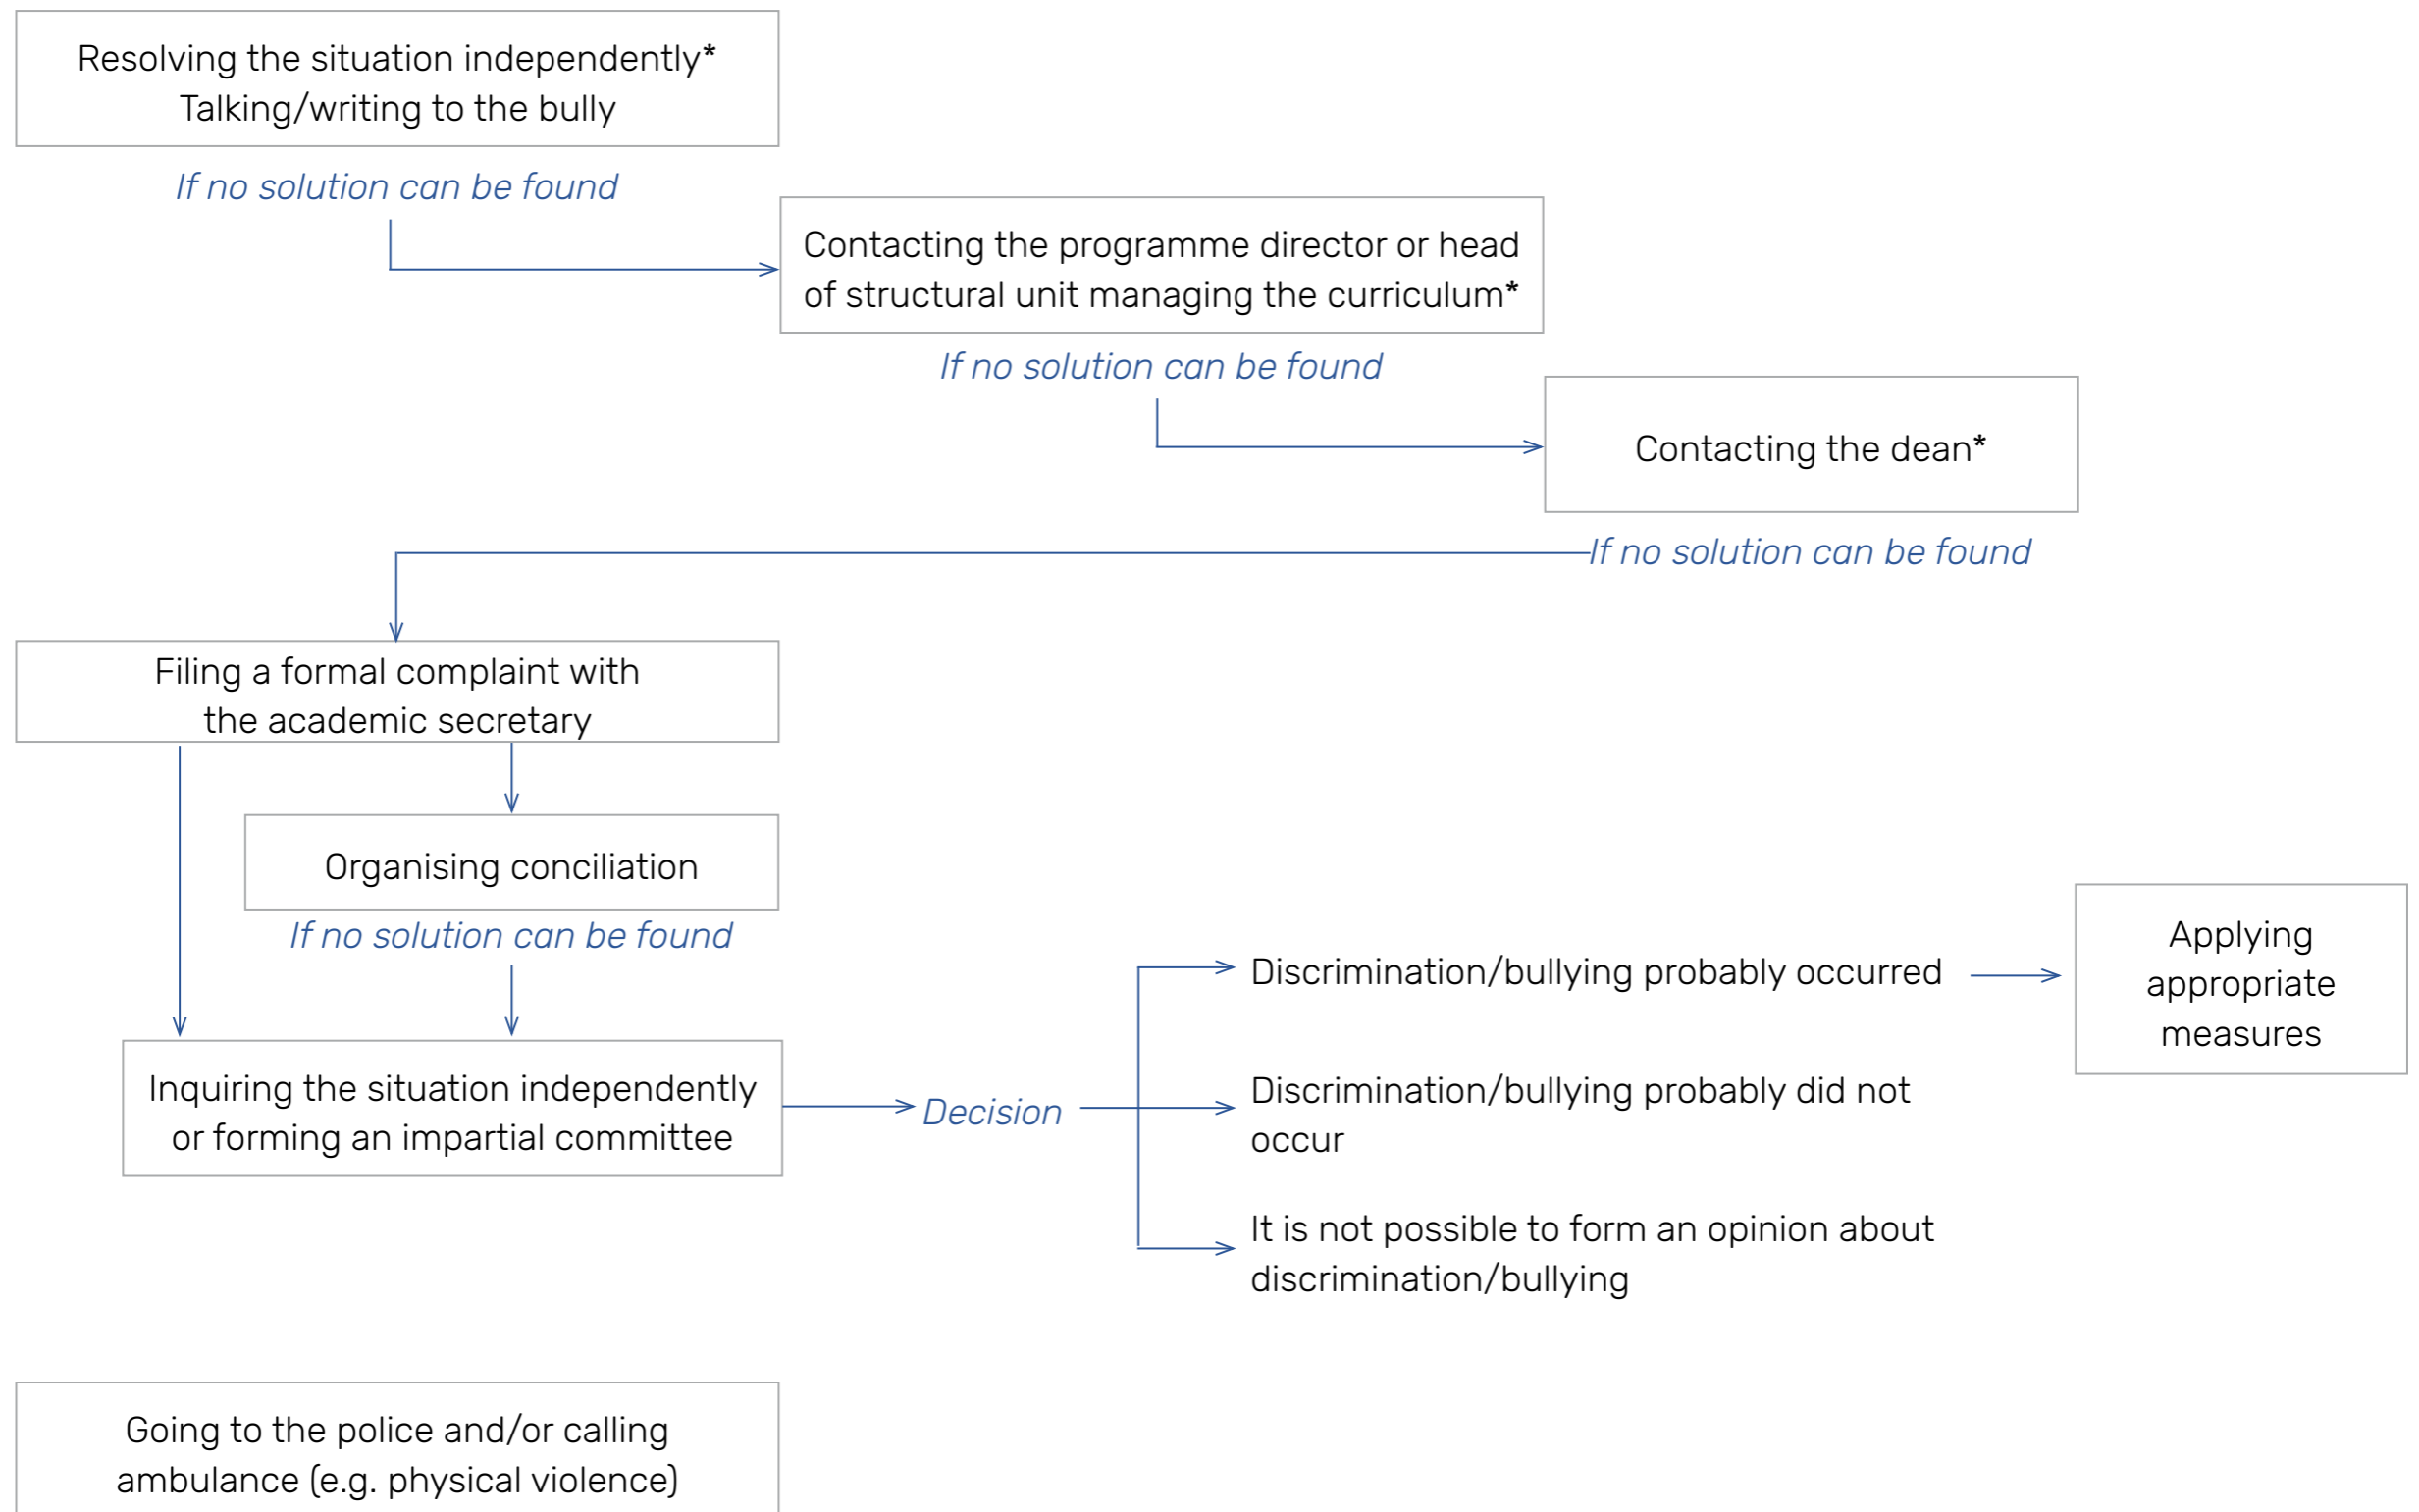 Resolving the situation independently*
Talking/writing to the bully
If no solution can be found
Contacting the programme director or head
of structural unit managing the curriculum*
If no solution can be found
Contacting the dean*
If no solution can be found
Filing a formal complaint with
the academic secretary
Organising conciliation
If no solution can be found
Inquiring the situation independently
or forming an impartial committee
Decision
Discrimination/bullying probably occurred
Applying
appropriate
measures
Discrimination/bullying probably did not
occur
It is not possible to form an opinion about
discrimination/bullying
Going to the police and/or calling
ambulance (e.g. physical violence)